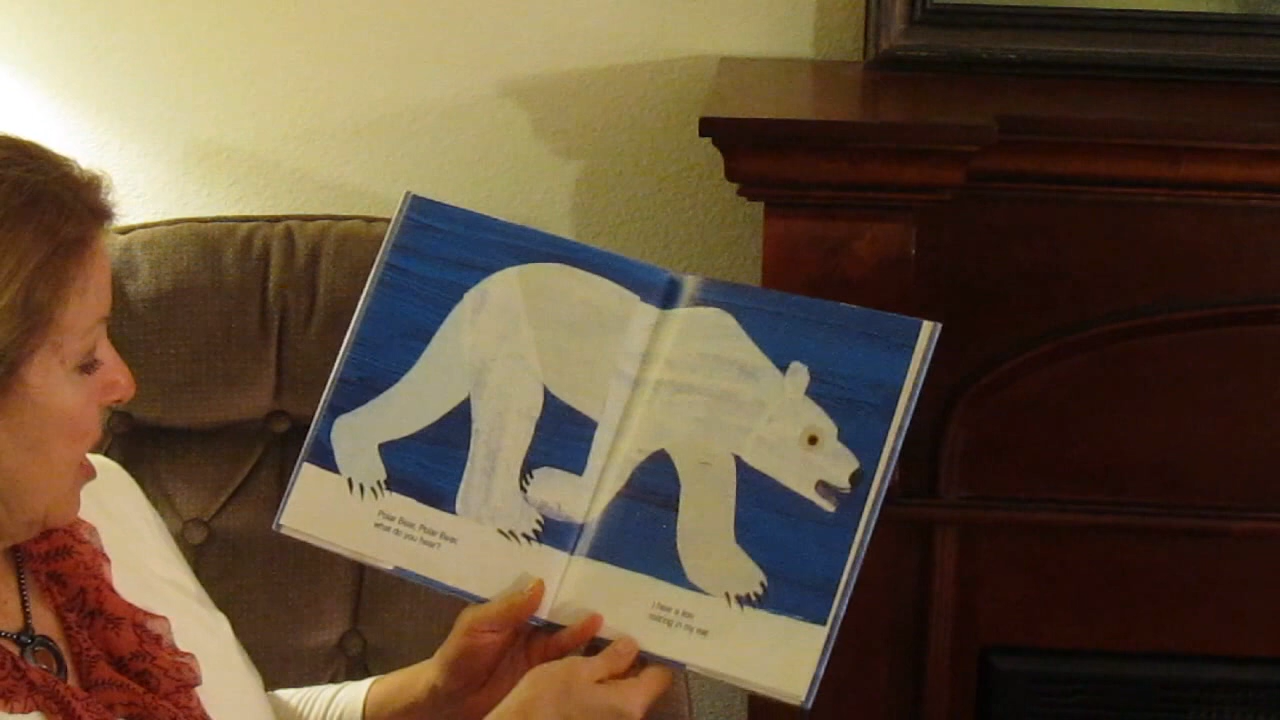 Polar Bear, Polar Bear,
what do you hear?
I hear a lion
roaring in my ear.